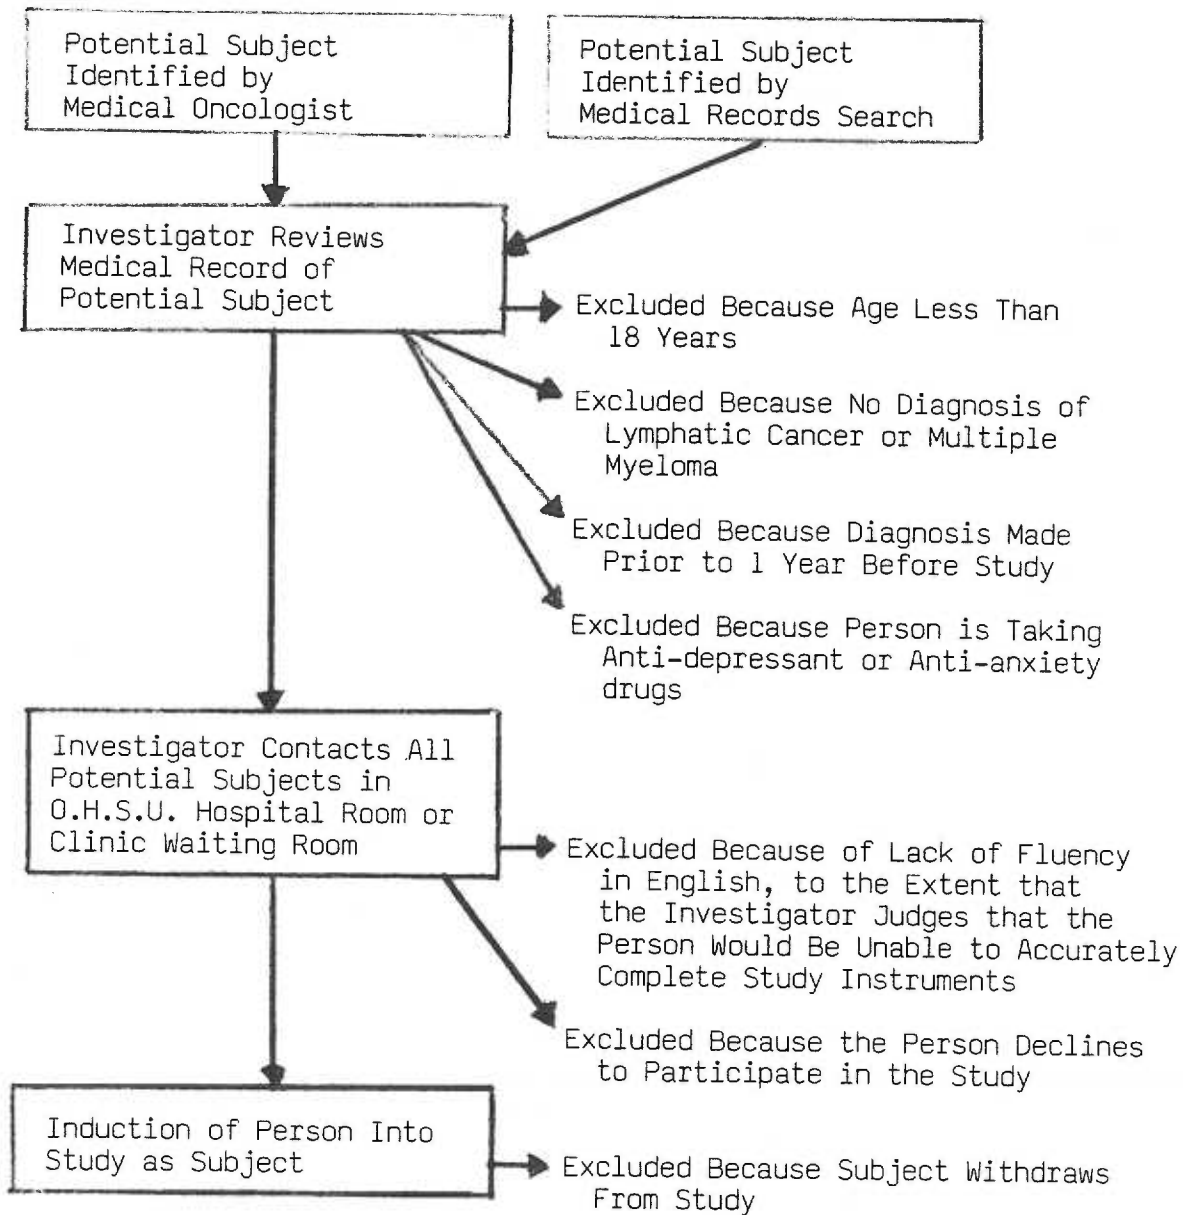 Potential Subject
Identified by
Medical Oncologist
Potential Subject
Identified by
Medical Records Search
Investigator Reviews
Medical Record of
Potential Subject
Excluded Because Age Less Than
18 Years
Excluded Because No Diagnosis of
Lymphatic Cancer or Multiple
Myeloma
Excluded Because Diagnosis Made
Prior to 1 Year Before Study
Excluded Because Person is Taking
Anti-depressant or Anti-anxiety
drugs
Investigator Contacts All
Potential Subjects in
O.H.S.U. Hospital Room or
Clinic Waiting Room
Excluded Because of Lack of Fluency
in English, to the Extent that
the Investigator Judges that the
Person Would Be Unable to Accurately
Complete Study Instruments
Excluded Because the Person Declines
to Participate in the Study
Induction of Person Into
Study as Subject
Excluded Because Subject Withdraws
From Study